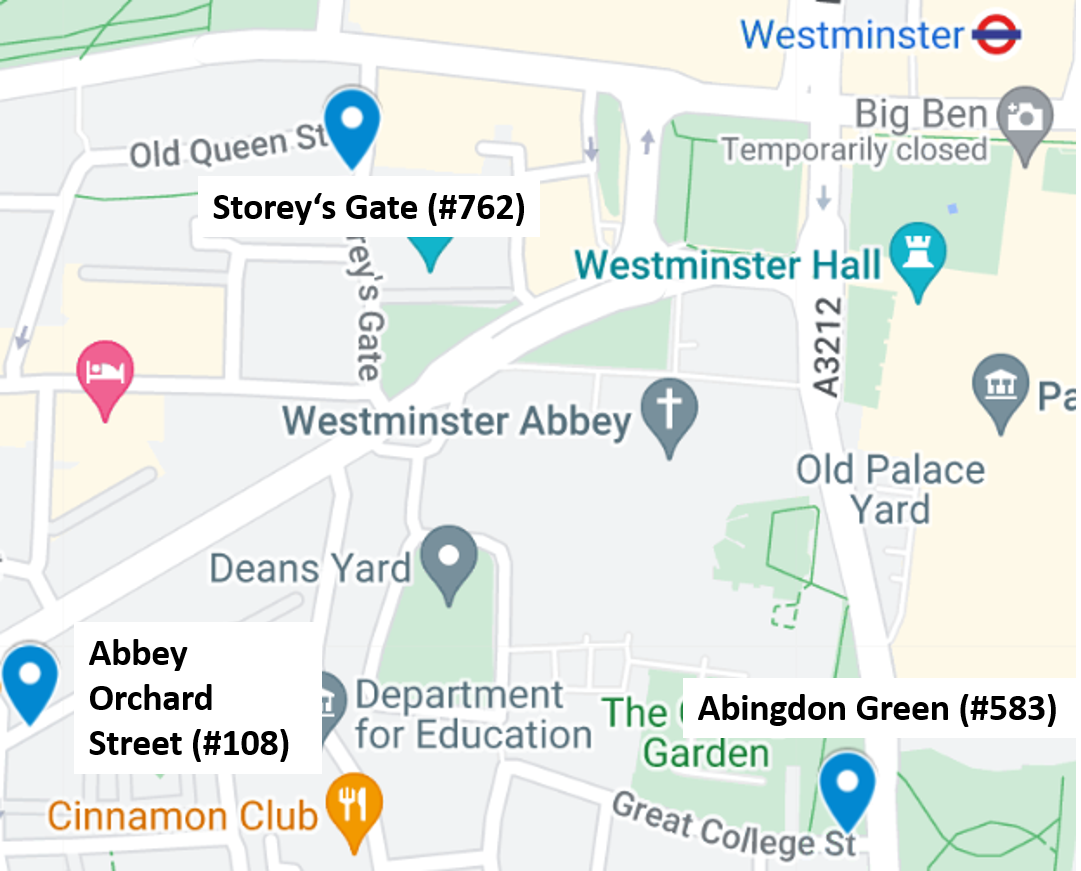 Westminster
Big Ben
Temporarily closed
Old Queen St
Storey‘s Gate (#762)
rey's Gate
Westminster Hall
A3212
Pa
Westminster Abbey
Old Palace
Yard
Deans Yard
Abbey
Orchard
Street (#108)
Department
for Education
The
Garden
Abingdon Green (#583)
Cinnamon Club
Great College St